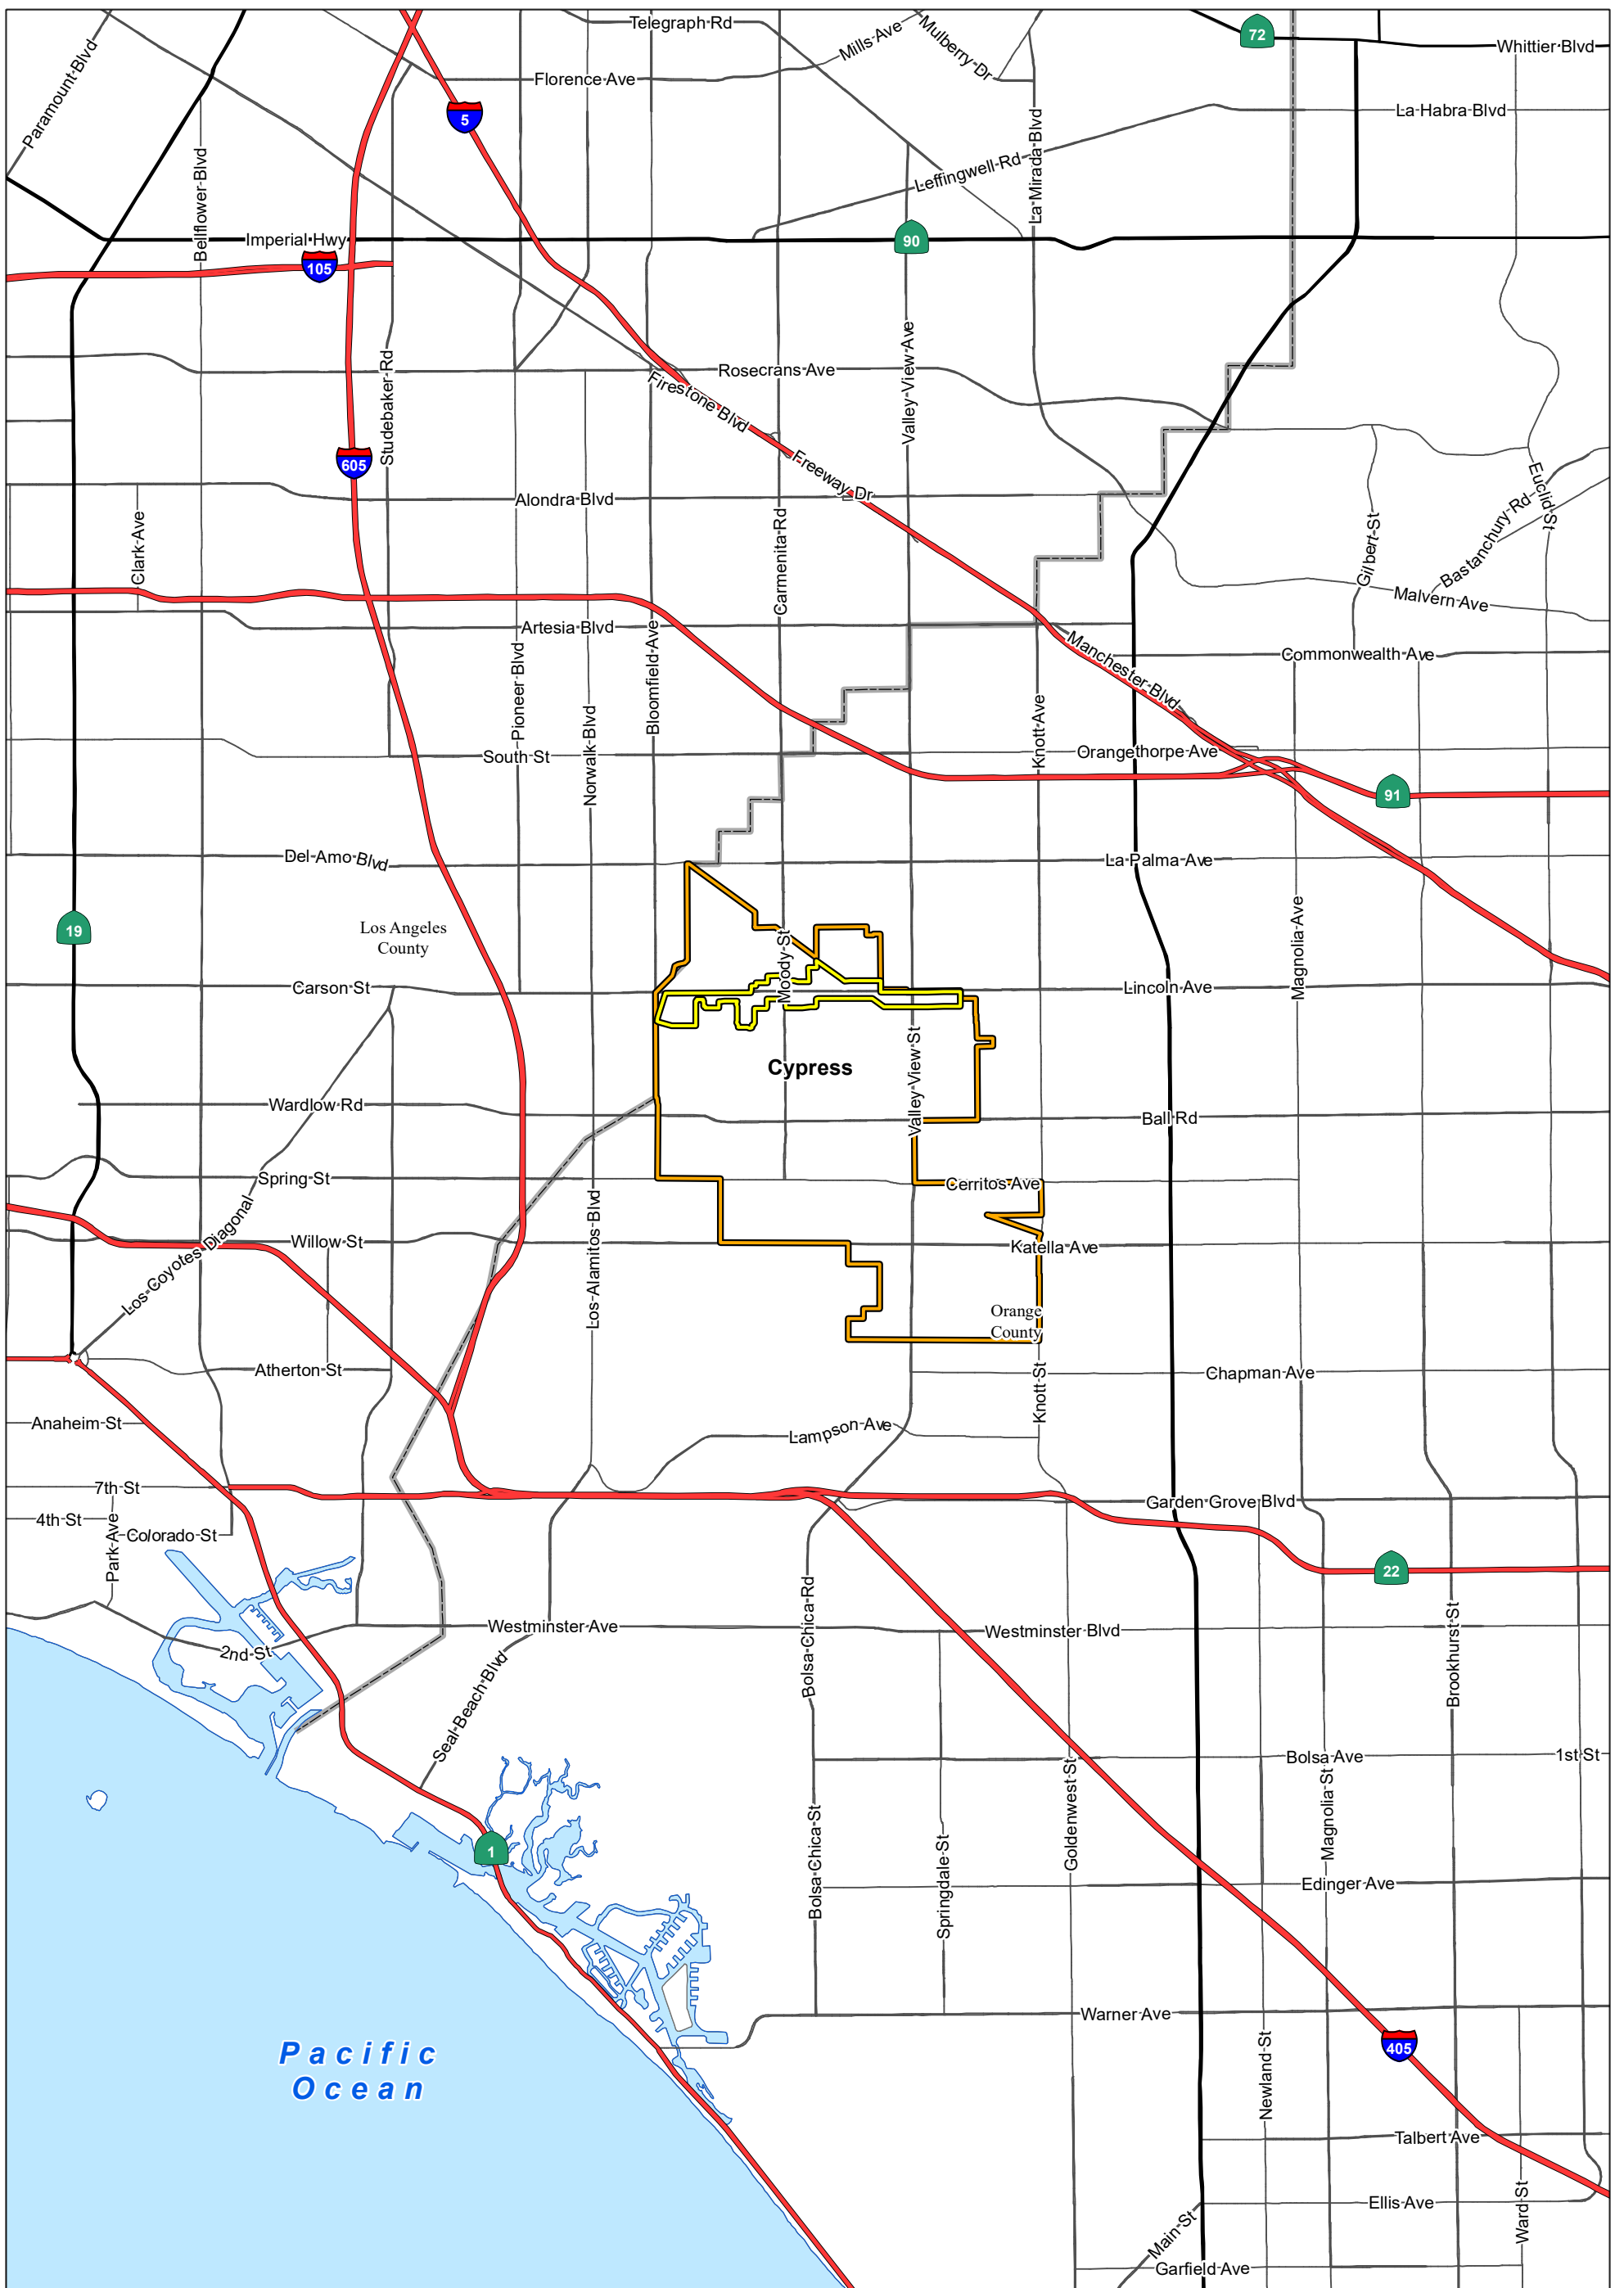 Telegraph Rd
Mills Ave
Mulberry Dr
72
Whittier Blvd
Paramount Blvd
Florence Ave
5
La Habra Blvd
La Mirada Blvd
Leffingwell Rd
Bellflower Blvd
Imperial Hwy
105
90
Studebaker Rd
Rosecrans Ave
Valley View Ave
Firestone Blvd
605
Freeway Dr
Alondra Blvd
Euclid St
Bastanchury Rd
Gilbert St
Clark Ave
Carmenita Rd
Malvern Ave
Artesia Blvd
Bloomfield Ave
Pioneer Blvd
Manchester Blvd
Commonwealth Ave
Norwalk Blvd
Knott Ave
South St
Orangethorpe Ave
91
Del Amo Blvd
La Palma Ave
19
Los Angeles
County
Moody St
Magnolia Ave
Carson St
Lincoln Ave
Cypress
Valley View St
Wardlow Rd
Ball Rd
Spring St
Cerritos Ave
Los Coyotes Diagonal
Willow St
Los Alamitos Blvd
Katella Ave
Orange
County
Atherton St
Knott St
Chapman Ave
Anaheim St
Lampson Ave
7th St
Garden Grove Blvd
4th St
Park Ave
Colorado St
22
Bolsa Chica Rd
Westminster Ave
Westminster Blvd
Brookhurst St
2nd St
Seal Beach Blvd
Bolsa Ave
1st St
Goldenwest St
Magnolia St
1
Bolsa Chica St
Springdale St
Edinger Ave
Warner Ave
405
Pacific
Ocean
Newland St
Talbert Ave
Ellis Ave
Ward St
Main St
Garfield Ave